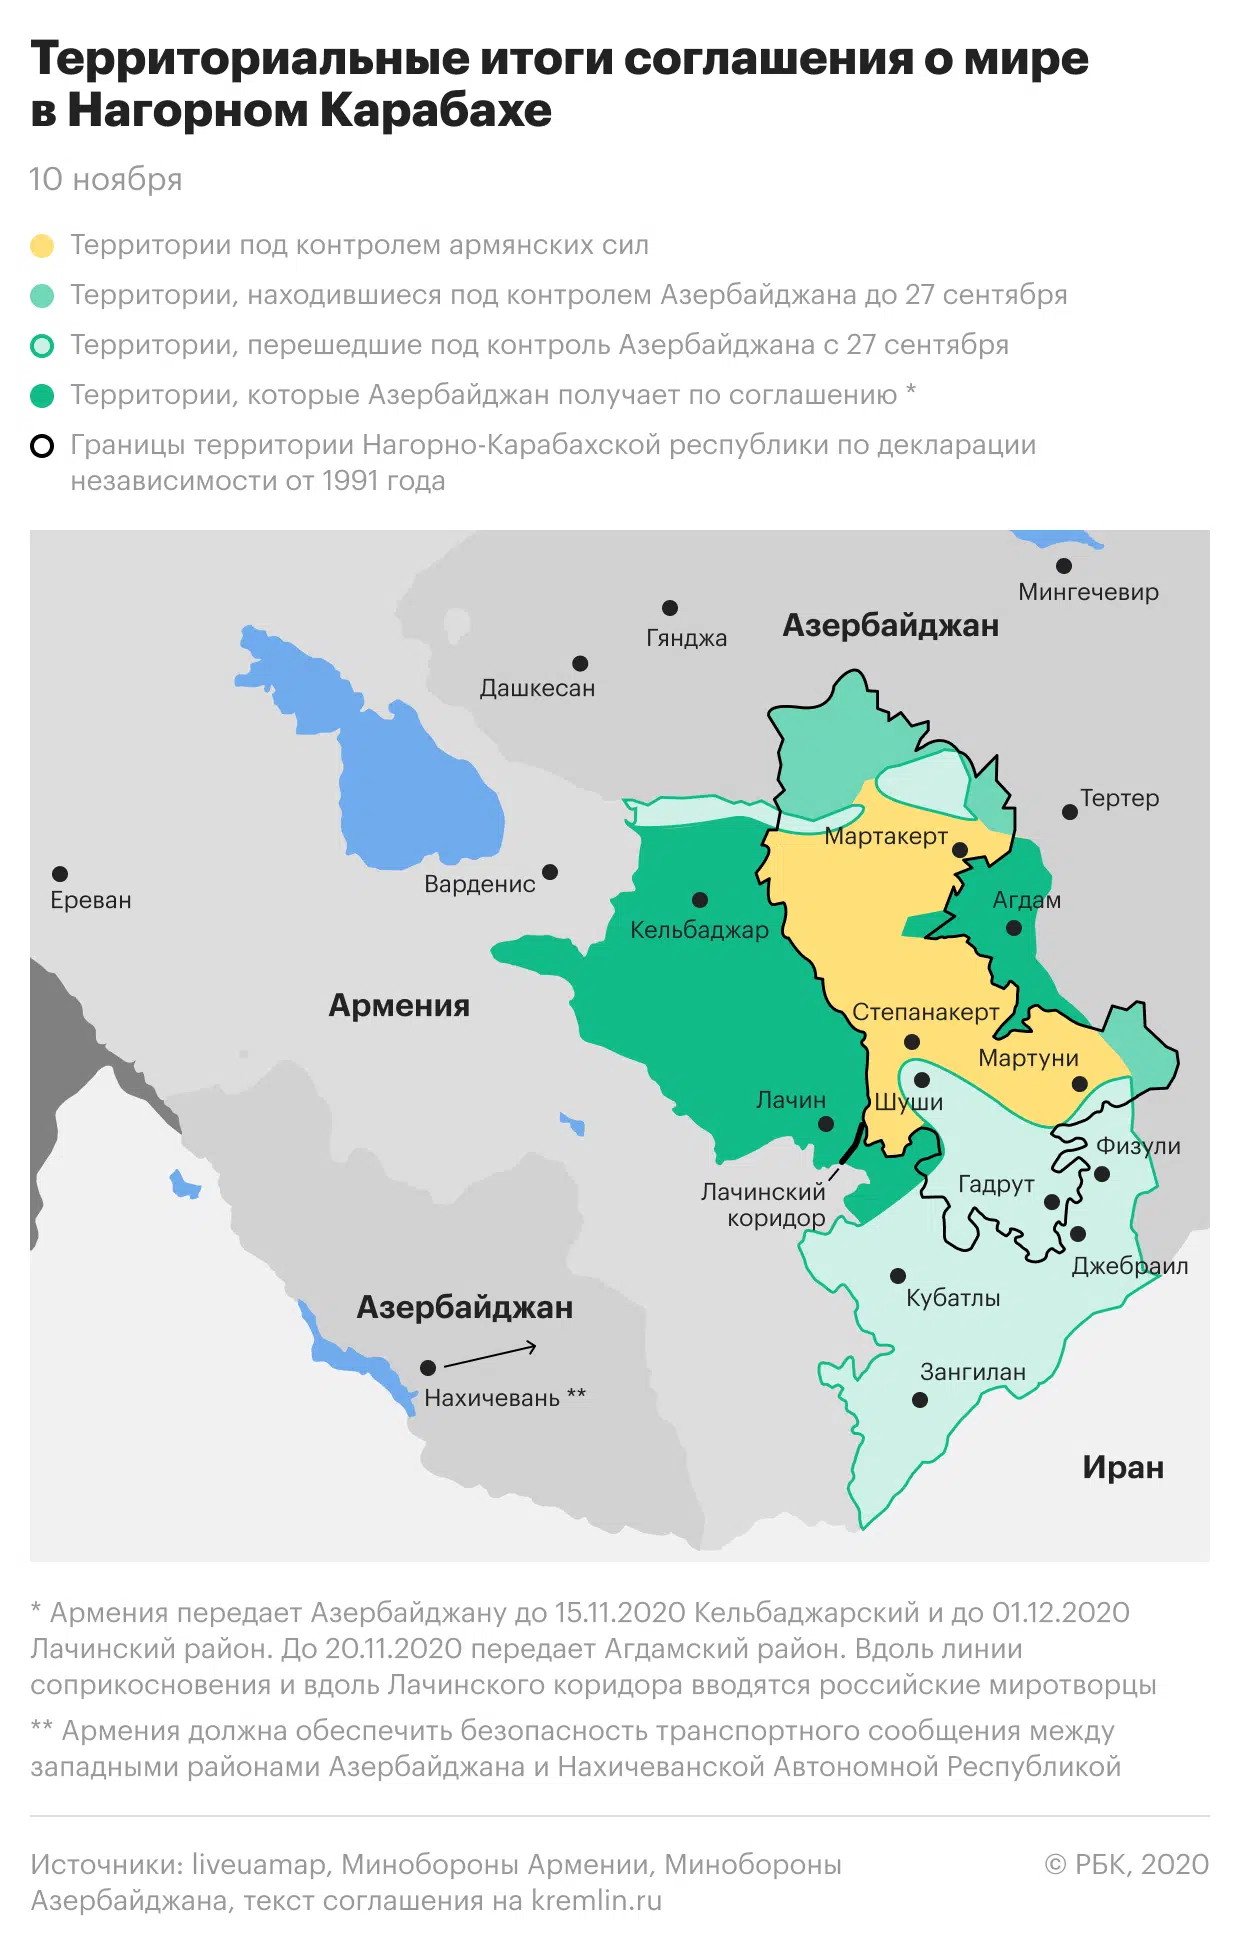 Территориальные итоги соглашения о мире
в Нагорном Карабахе
10 ноября
Территории под контролем армянских сил
Территории, находившиеся под контролем Азербайджана до 27 сентября
Территории, перешедшие под контроль Азербайджана с 27 сентября
Территории, которые Азербайджан получает по соглашению *
Границы территории Нагорно-Карабахской республики по декларации
независимости от 1991 года
Мингечевир
Азербайджан
Гянджа
Дашкесан
Тертер
Мартакерт
Варденис
Ереван
Агдам
Кельбаджар
Армения
Степанакерт
Мартуни
Лачин
Шуши
Физули
Лачинский
коридор
Гадрут
Джебраил
Кубатлы
Азербайджан
Зангилан
Нахичевань **
Иран
* Армения передает Азербайджану до 15.11.2020 Кельбаджарский и до 01.12.2020
Лачинский район. До 20.11.2020 передает Агдамский район. Вдоль линии
соприкосновения и вдоль Лачинского коридора вводятся российские миротворцы
** Армения должна обеспечить безопасность транспортного сообщения между
западными районами Азербайджана и Нахичеванской Автономной Республикой
Источники: liveuamap, Минобороны Армении, Минобороны
Азербайджана, текст соглашения на kremlin.ru
© РБК, 2020